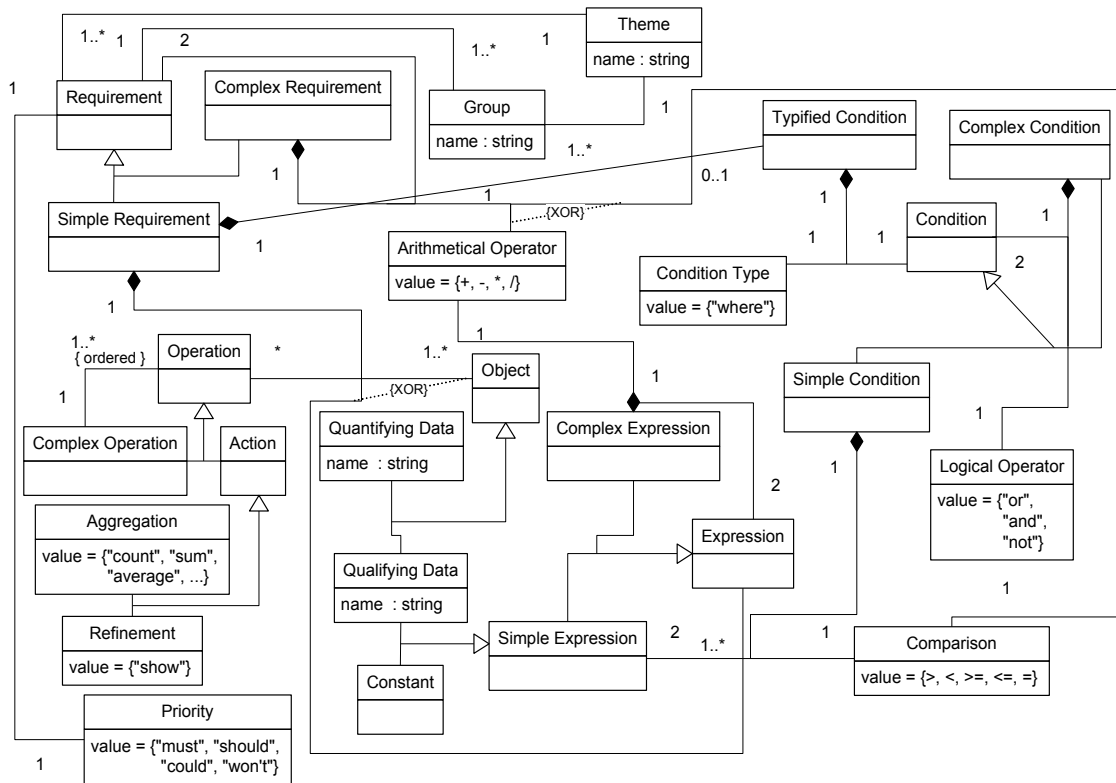 Theme
name : string
1..*
1
2
1
1..*
1
Requirement
Complex Requirement
Group
name : string
1
Typified Condition
Complex Condition
1..*
1
0..1
1
1
Simple Requirement
1
1
{XOR}
Condition
Arithmetical Operator
value = {+, -, *, /}
1
1
2
Condition Type
value = {"where"}
1
1..*
{ ordered }
Operation
*
1..*
1
Object
{XOR}
1
Simple Condition
1
Quantifying Data
name : string
Complex Expression
1
Complex Operation
Action
1
Logical Operator
value = {"or",
"and",
"not"}
2
Aggregation
value = {"count", "sum",
"average", ...}
Expression
Qualifying Data
name : string
1
Refinement
value = {"show"}
Simple Expression
2
1..*
1
Comparison
value = {>, <, >=, <=, =}
Constant
Priority
value = {"must", "should",
"could", "won't"}
1